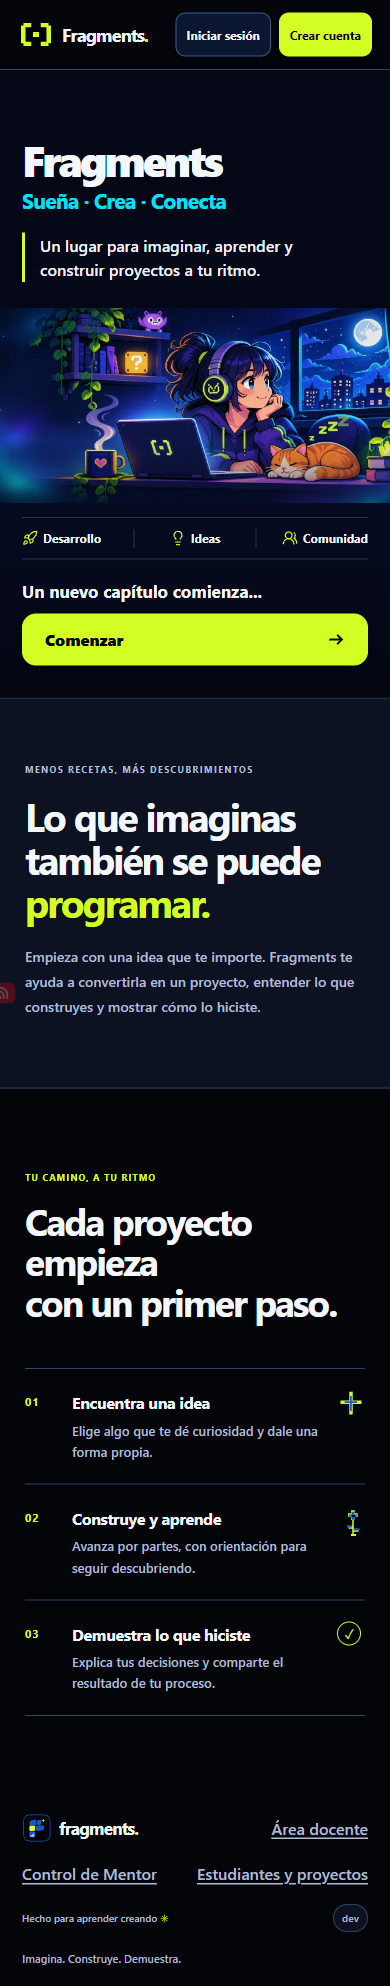 Fragments.
Iniciar sesión
Crear cuenta
Fragments
Sueña · Crea · Conecta
Un lugar para imaginar, aprender y
construir proyectos a tu ritmo.
?
z z z
Desarrollo
Ideas
Comunidad
Un nuevo capítulo comienza...
Comenzar →
MENOS RECETAS, MÁS DESCUBRIMIENTOS
Lo que imaginas
también se puede
programar.
Empieza con una idea que te importe. Fragments te
ayuda a convertirla en un proyecto, entender lo que
construyes y mostrar cómo lo hiciste.
TU CAMINO, A TU RITMO
Cada proyecto
empieza
con un primer paso.
01
Encuentra una idea
Elige algo que te dé curiosidad y dale una
forma propia.
02
Construye y aprende
Avanza por partes, con orientación para
seguir descubriendo.
03
Demuestra lo que hiciste
Explica tus decisiones y comparte el
resultado de tu proceso.
fragments.
Área docente
Control de Mentor
Estudiantes y proyectos
Hecho para aprender creando ✳
dev
Imagina. Construye. Demuestra.